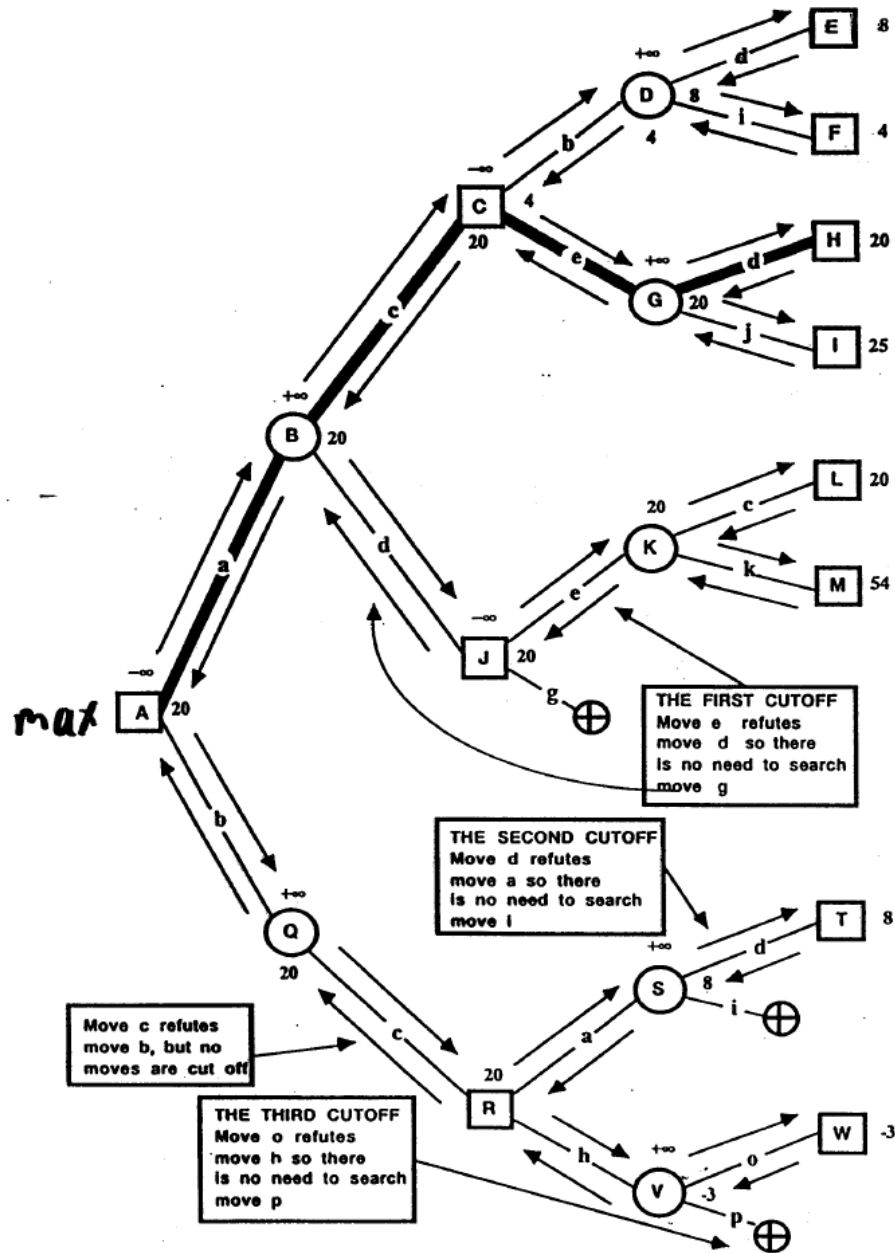 E 8
+∞
d
D 8
i
4
F 4
b
-∞
C 4
20
H 20
+∞
d
e
G 20
j
I 25
c
+∞
B 20
L 20
20
c
K
k
M 54
d
e
a
-∞
J 20
g
-∞
max A 20
THE FIRST CUTOFF
Move e refutes
move d so there
is no need to search
move g
b
THE SECOND CUTOFF
Move d refutes
move a so there
is no need to search
move i
+∞
Q
20
T 8
+∞
d
S 8
i
a
c
Move c refutes
move b, but no
moves are cut off
20
R
THE THIRD CUTOFF
Move o refutes
move h so there
is no need to search
move p
h
W -3
+∞
o
V -3
p